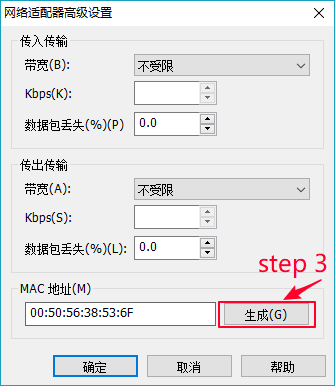 网络适配器高级设置
传入传输
带宽(B):
不受限
Kbps(K):
数据包丢失(%)(P)
0.0
传出传输
带宽(A):
不受限
Kbps(S):
数据包丢失(%)(L):
0.0
step 3
MAC 地址(M)
00:50:56:38:53:6F
生成(G)
确定
取消
帮助